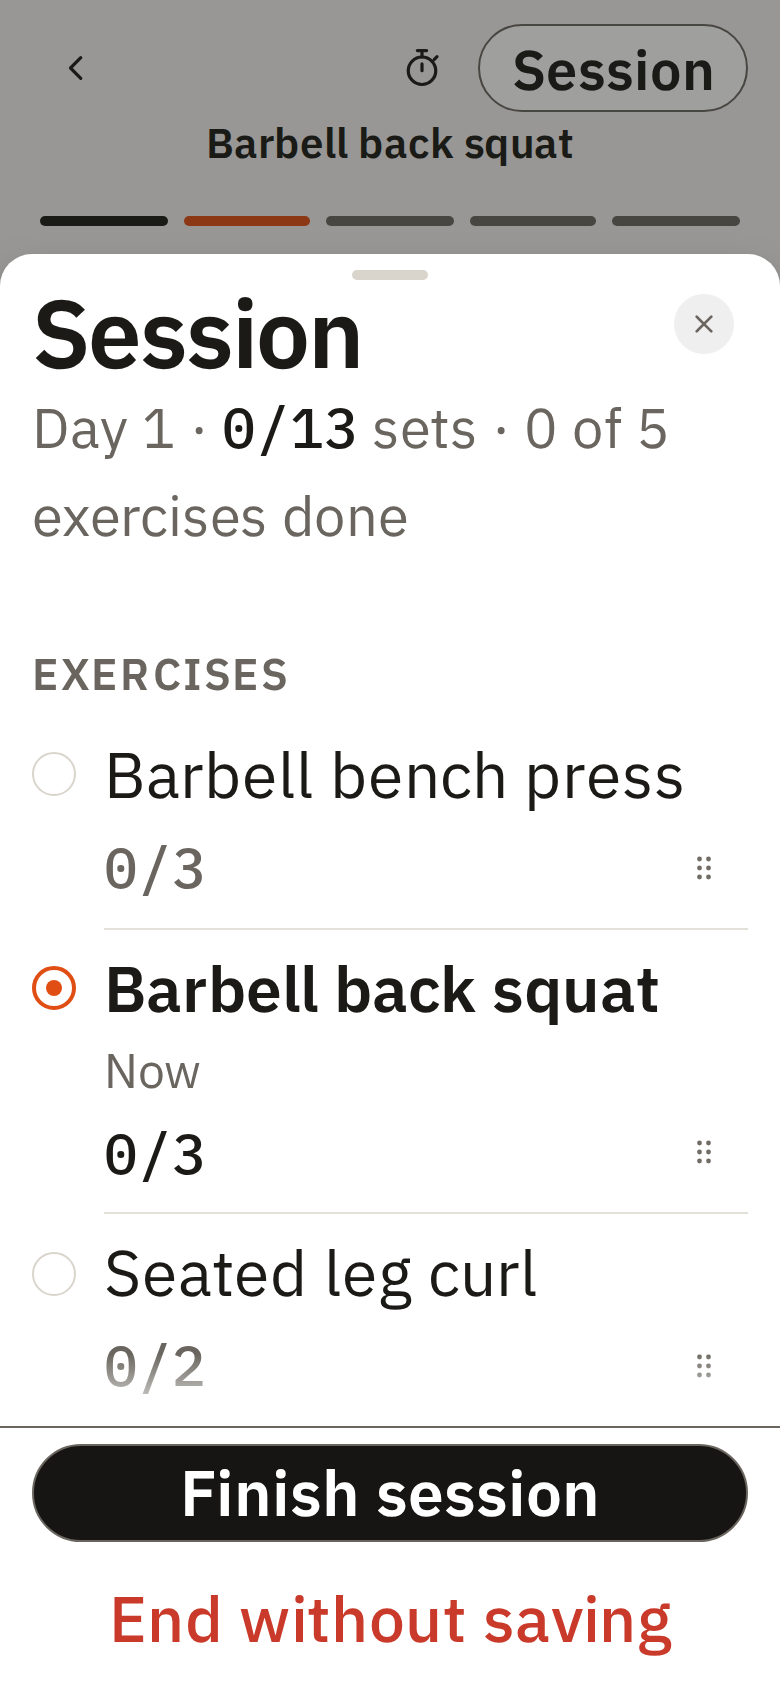 Session
Barbell back squat
Session
Day 1 · 0/13 sets · 0 of 5
exercises done
EXERCISES
Barbell bench press
0/3
Barbell back squat
Now
0/3
Seated leg curl
0/2
Finish session
End without saving